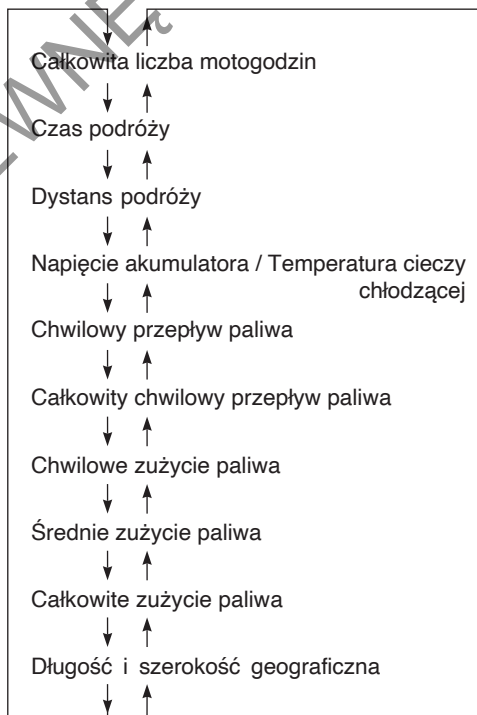 Całkowita liczba motogodzin
Czas podróży
Dystans podróży
Napięcie akumulatora / Temperatura cieczy
chłodzącej
Chwilowy przepływ paliwa
Całkowity chwilowy przepływ paliwa
Chwilowe zużycie paliwa
Średnie zużycie paliwa
Całkowite zużycie paliwa
Długość i szerokość geograficzna